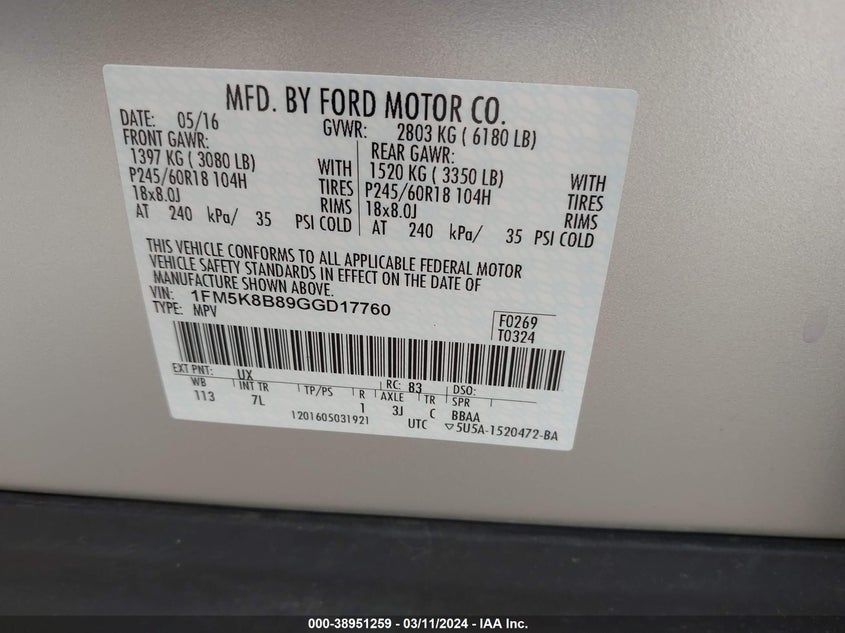 MFD. BY FORD MOTOR CO.
DATE: 05/16 GVWR: 2803 KG ( 6180 LB)
FRONT GAWR: REAR GAWR:
1397 KG ( 3080 LB) WITH 1520 KG ( 3350 LB) WITH
P245/60R18 104H TIRES P245/60R18 104H TIRES
18x8.0J RIMS 18x8.0J RIMS
AT 240 kPa/ 35 PSI COLD AT 240 kPa/ 35 PSI COLD
THIS VEHICLE CONFORMS TO ALL APPLICABLE FEDERAL MOTOR
VEHICLE SAFETY STANDARDS IN EFFECT ON THE DATE OF
MANUFACTURE SHOWN ABOVE.
VIN: 1FM5K8B89GGD17760
TYPE: MPV
F0269
T0324
EXT PNT: UX RC: 83 DSO:
WB INT TR TP/PS R AXLE TR SPR
113 7L 1 3J C BBAA
1201605031921 UTC ▽5U5A-1520472-BA
000-38951259 - 03/11/2024 - IAA Inc.